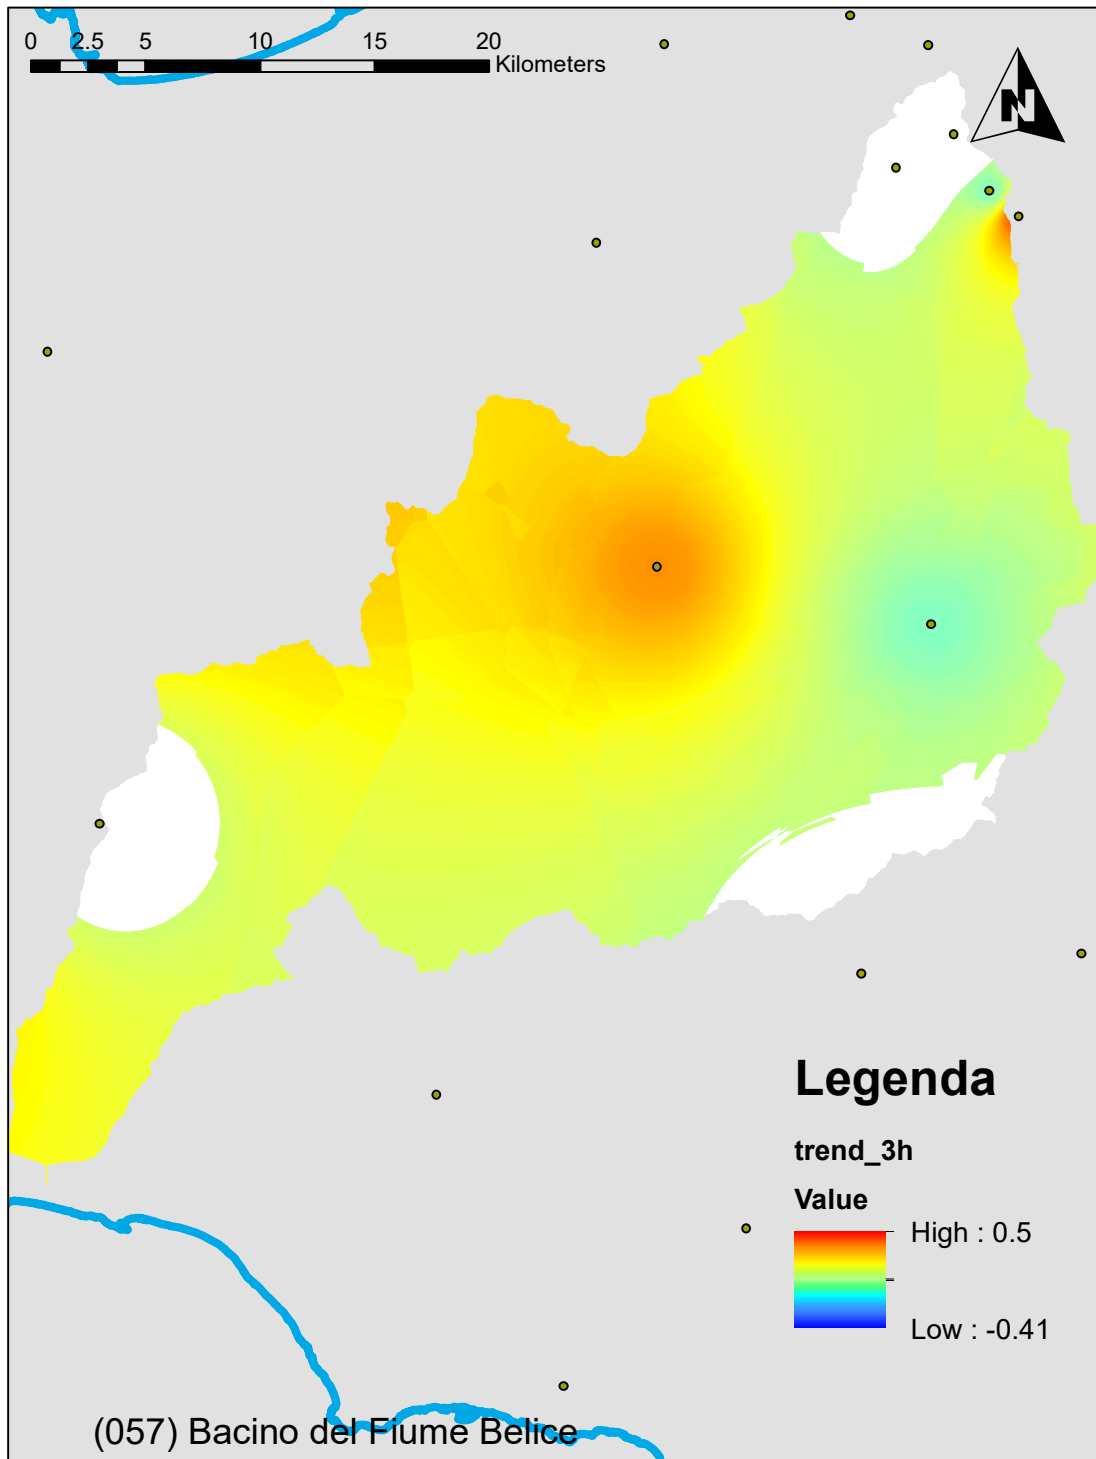 0 2.5 5 10 15 20
Kilometers
N
Legenda
trend_3h
Value
High : 0.5
Low : -0.41
(057) Bacino del Fiume Belice